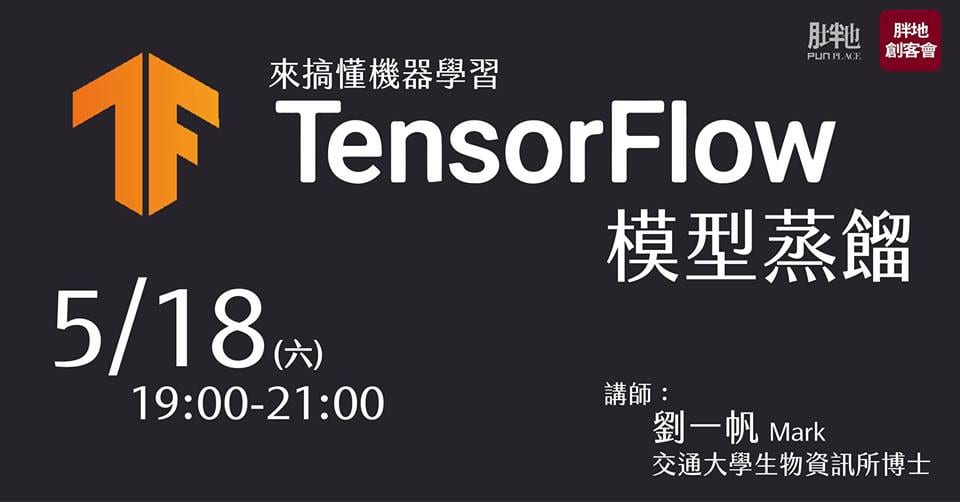 胖地
PUN PLACE
胖地
創客會
來搞懂機器學習
TensorFlow
模型蒸餾
5/18(六)
19:00-21:00
講師：
劉一帆 Mark
交通大學生物資訊所博士